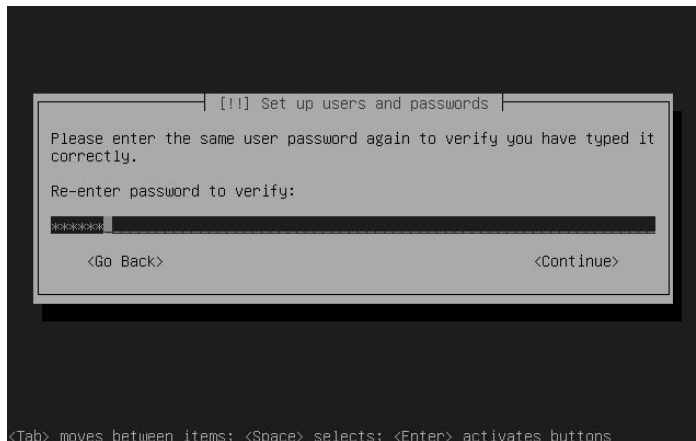 [!!] Set up users and passwords
Please enter the same user password again to verify you have typed it
correctly.
Re-enter password to verify:
******
<Go Back> <Continue>
<Tab> moves between items; <Space> selects; <Enter> activates buttons